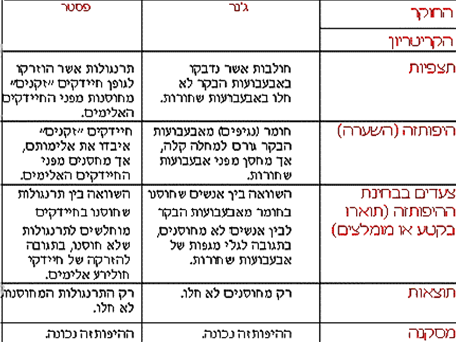 החוקר
ג'נר
פסטר
הקריטריון
תצפיות
חולבות אשר נדבקו
באבעבועות הבקר לא
חלו באבעבועות שחורות.
תרנגולות אשר הוזרקו
לגופן חיידקים "זקנים"
מחוסנות מפני החיידקים
האלימים.
היפותזה (השערה)
חומר (נגיפים) מאבעבועות
הבקר גורם למחלה קלה,
אך מחסן מפני אבעבועות
שחורות.
חיידקים "זקנים"
איבדו את אלימותם,
אך מחסנים מפני
החיידקים האלימים.
צעדים בבחינת
ההיפותזה (תוארו
בקטע או מומלצים)
השוואה בין אנשים שחוסנו
בחומר מאבעבועות הבקר
לבין אנשים לא מחוסנים,
בתגובה לגלי מגפות של
אבעבועות שחורות.
השוואה בין תרנגולות
שחוסנו בחיידקים
מוחלשים לתרנגולות
שלא חוסנו, בתגובה
להזרקה של חיידקי
חולירע אלימים.
תוצאות
רק מחוסנים לא חלו.
רק התרנגולות המחוסנות
לא חלו.
מסקנה
ההיפותזה נכונה.
ההיפותזה נכונה.